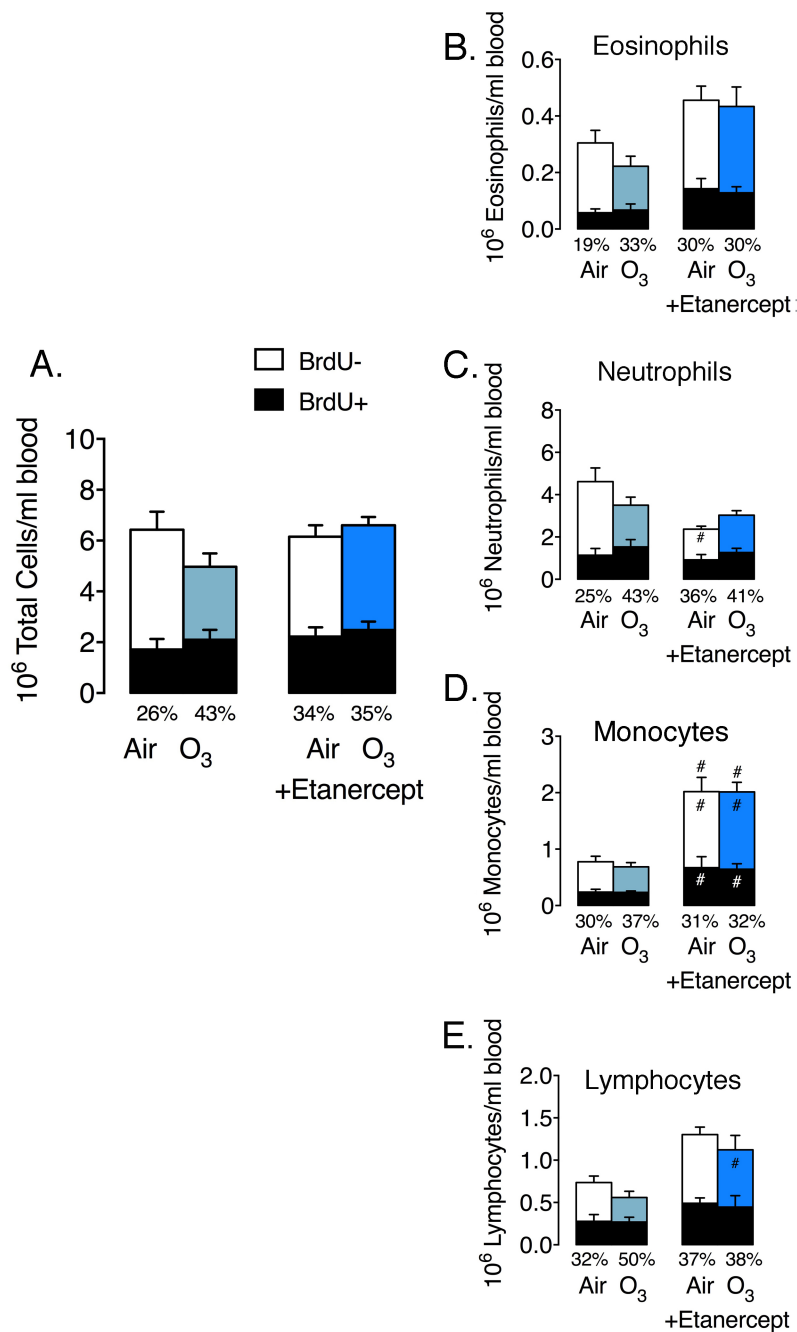 B.
Eosinophils
10⁶ Eosinophils/ml blood
0.6
0.4
0.2
0.0
19% 33% 30% 30%
Air O₃ Air O₃
+Etanercept
A.
BrdU-
BrdU+
10⁶ Total Cells/ml blood
10
8
6
4
2
0
26% 43% 34% 35%
Air O₃ Air O₃
+Etanercept
C.
Neutrophils
10⁶ Neutrophils/ml blood
8
6
4
2
0
#
25% 43% 36% 41%
Air O₃ Air O₃
+Etanercept
D.
Monocytes
10⁶ Monocytes/ml blood
3
2
1
0
# #
# #
# #
30% 37% 31% 32%
Air O₃ Air O₃
+Etanercept
E.
Lymphocytes
10⁶ Lymphocytes/ml blood
2.0
1.5
1.0
0.5
0.0
#
32% 50% 37% 38%
Air O₃ Air O₃
+Etanercept